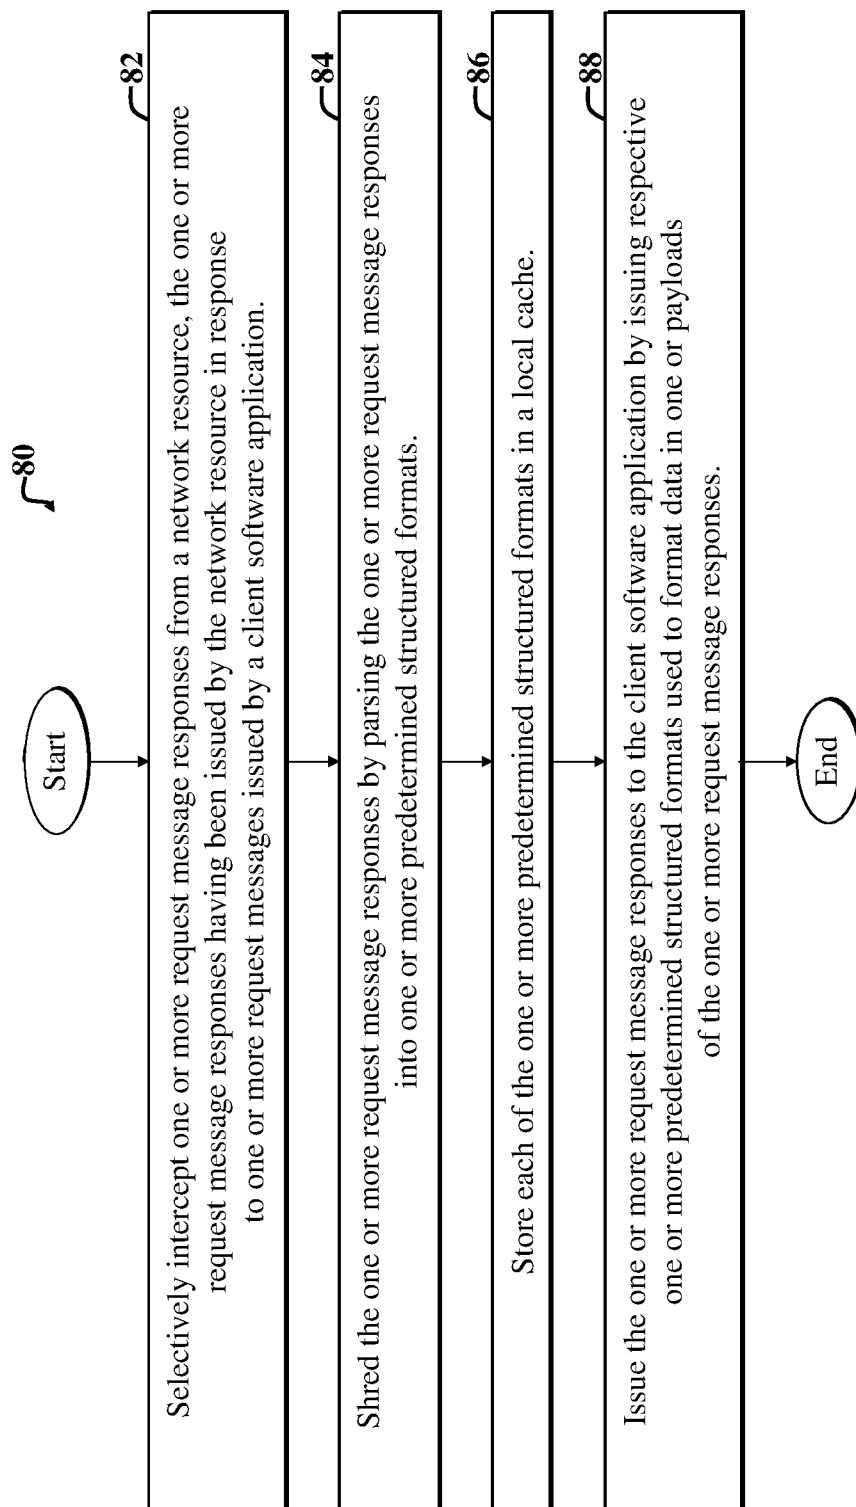 80
Start
82
Selectively intercept one or more request message responses from a network resource, the one or more
request message responses having been issued by the network resource in response
to one or more request messages issued by a client software application.
84
Shred the one or more request message responses by parsing the one or more request message responses
into one or more predetermined structured formats.
86
Store each of the one or more predetermined structured formats in a local cache.
88
Issue the one or more request message responses to the client software application by issuing respective
one or more predetermined structured formats used to format data in one or payloads
of the one or more request message responses.
End